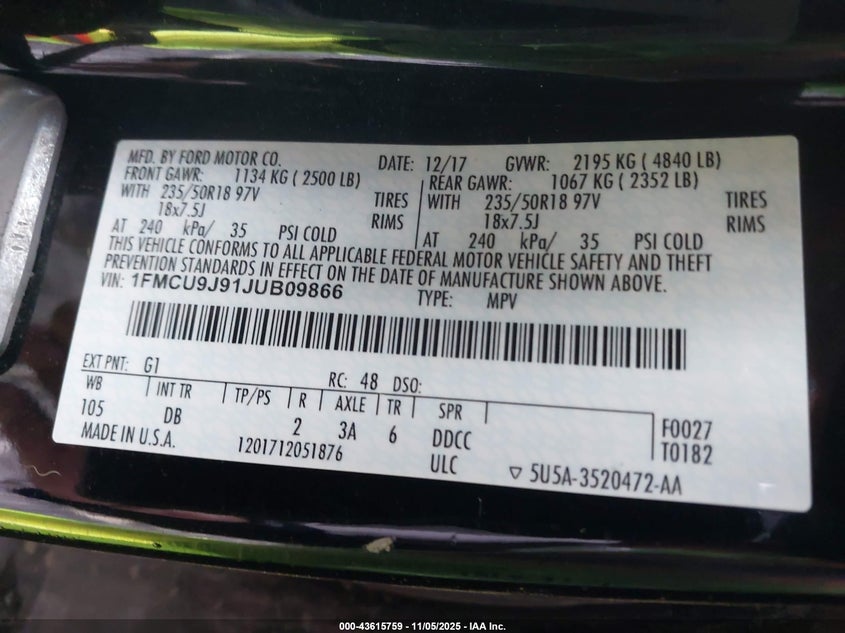 MFD. BY FORD MOTOR CO. DATE: 12/17 GVWR: 2195 KG ( 4840 LB)
FRONT GAWR: 1134 KG ( 2500 LB) REAR GAWR: 1067 KG ( 2352 LB)
WITH 235/50R18 97V TIRES WITH 235/50R18 97V TIRES
18x7.5J RIMS 18x7.5J RIMS
AT 240 kPa/ 35 PSI COLD AT 240 kPa/ 35 PSI COLD
THIS VEHICLE CONFORMS TO ALL APPLICABLE FEDERAL MOTOR VEHICLE SAFETY AND THEFT
PREVENTION STANDARDS IN EFFECT ON THE DATE OF MANUFACTURE SHOWN ABOVE.
VIN: 1FMCU9J91JUB09866 TYPE: MPV
EXT PNT: G1 RC: 48 DSO:
WB INT TR TP/PS R AXLE TR SPR
105 DB 2 3A 6 DDCC F0027
MADE IN U.S.A. 1201712051876 ULC T0182
5U5A-3520472-AA
000-43615759 - 11/05/2025 - IAA Inc.